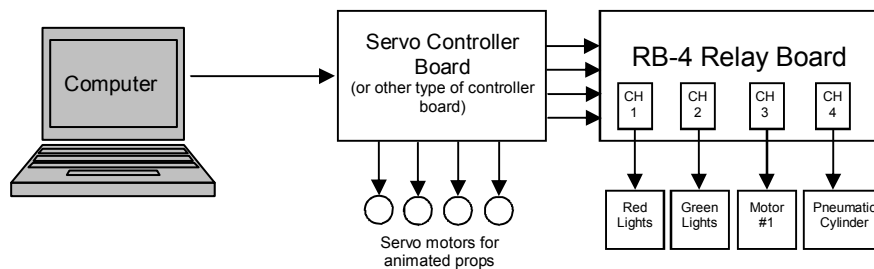 Computer
Servo Controller
Board
(or other type of controller
board)
RB-4 Relay Board
CH
1
CH
2
CH
3
CH
4
Red
Lights
Green
Lights
Motor
#1
Pneumatic
Cylinder
Servo motors for
animated props